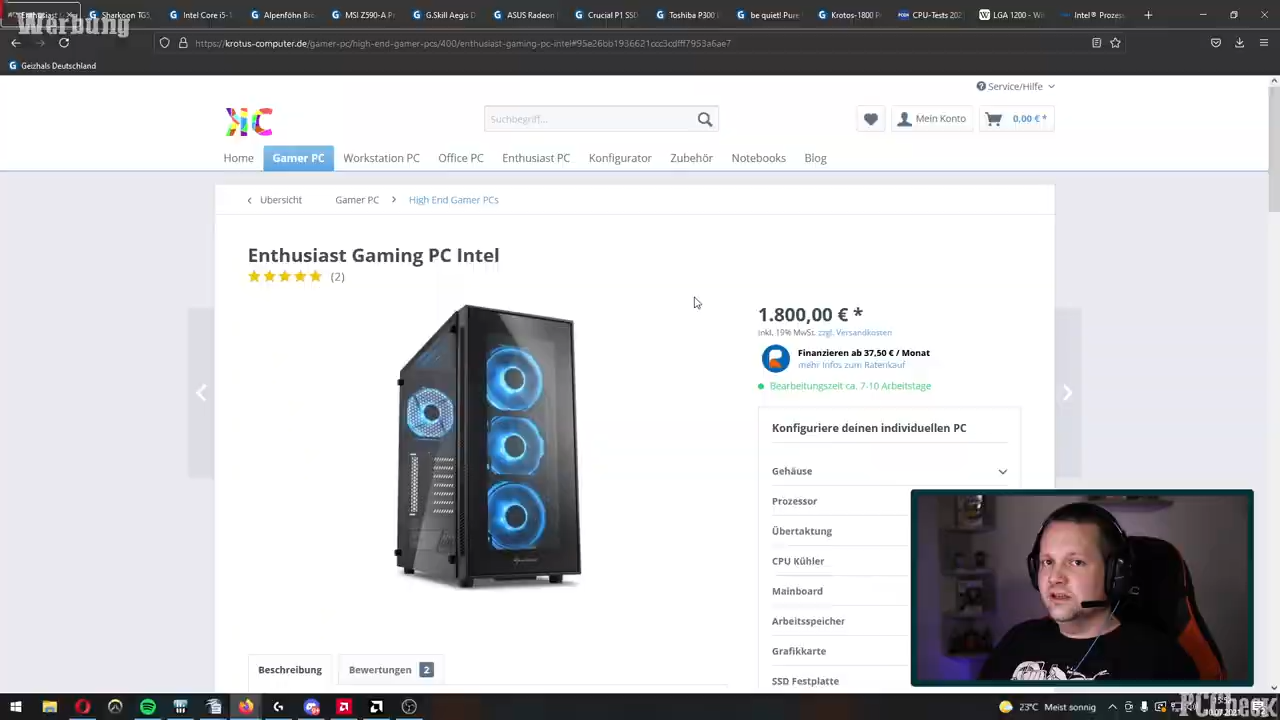 Enthusiast
Sharkoon TG5
Intel Core i5-
Alpenföhn Bro
MSI Z590-A P
G.Skill Aegis D
ASUS Radeon
Crucial P1 SSD
Toshiba P300
be quiet! Pure
Krotos-1800 P
CPU-Tests 202
LGA 1200 - Wi
Intel® Prozes
Werbung
https://krotus-computer.de/gamer-pc/high-end-gamer-pcs/400/enthusiast-gaming-pc-intel#95e26bb1936621ccc3cdfff7953a6ae7
Geizhals Deutschland
Service/Hilfe
KC
Suchbegriff...
Mein Konto
0,00 € *
Home
Gamer PC
Workstation PC
Office PC
Enthusiast PC
Konfigurator
Zubehör
Notebooks
Blog
Übersicht
Gamer PC
High End Gamer PCs
Enthusiast Gaming PC Intel
(2)
1.800,00 € *
inkl. 19% MwSt. zzgl. Versandkosten
Finanzieren ab 37,50 € / Monat
mehr Infos zum Ratenkauf
Bearbeitungszeit ca. 7-10 Arbeitstage
Konfiguriere deinen individuellen PC
Gehäuse
Prozessor
Übertaktung
CPU Kühler
Mainboard
Arbeitsspeicher
Grafikkarte
SSD Festplatte
Beschreibung
Bewertungen 2
23°C Meist sonnig